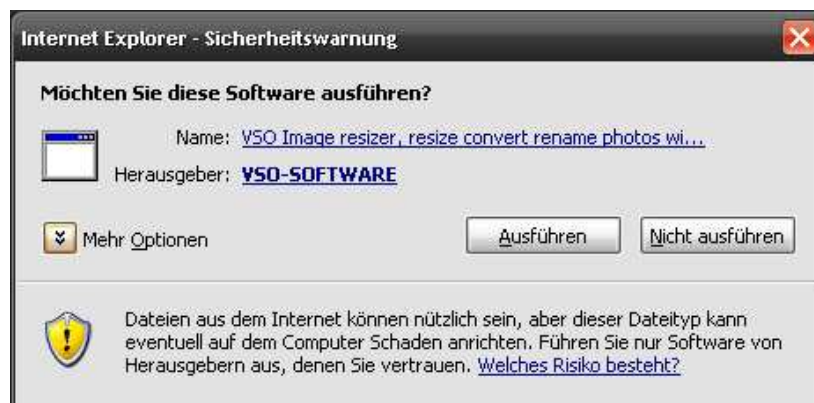 Internet Explorer - Sicherheitswarnung
Möchten Sie diese Software ausführen?
Name: VSO Image resizer, resize convert rename photos wi...
Herausgeber: VSO-SOFTWARE
Mehr Optionen
Ausführen
Nicht ausführen
Dateien aus dem Internet können nützlich sein, aber dieser Dateityp kann
eventuell auf dem Computer Schaden anrichten. Führen Sie nur Software von
Herausgebern aus, denen Sie vertrauen. Welches Risiko besteht?